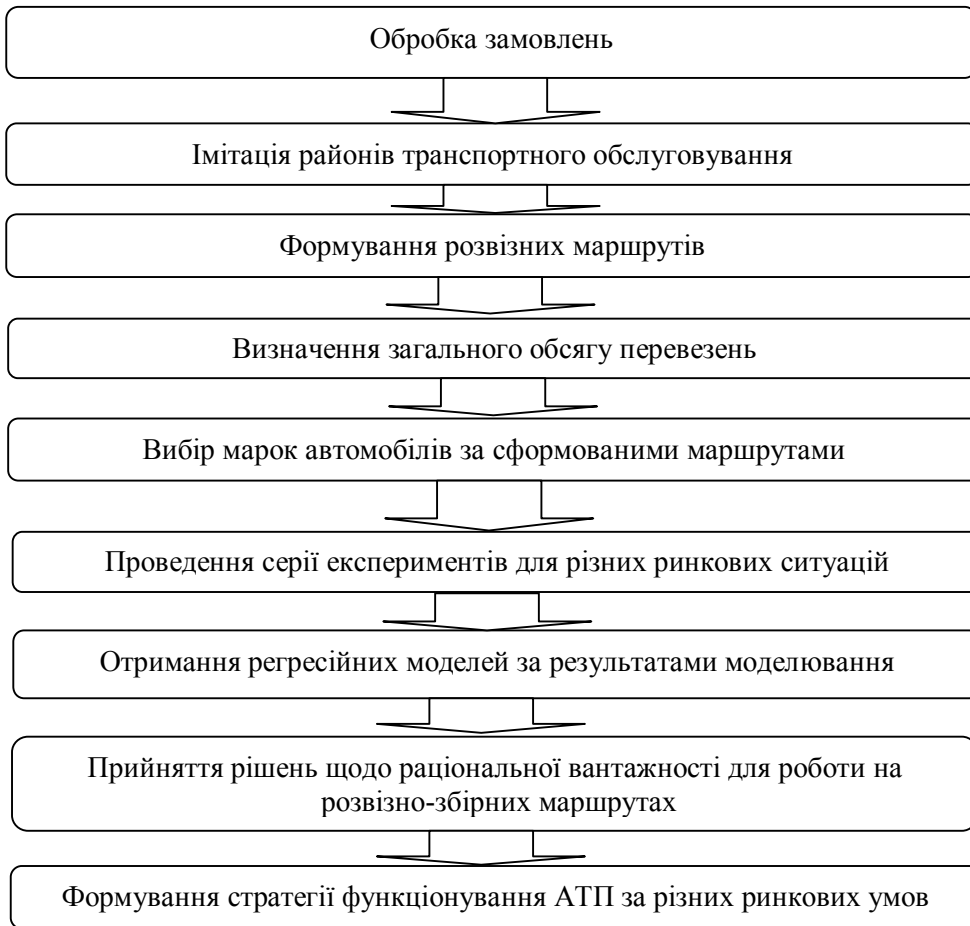 Обробка замовлень
Імітація районів транспортного обслуговування
Формування розвізних маршрутів
Визначення загального обсягу перевезень
Вибір марок автомобілів за сформованими маршрутами
Проведення серії експериментів для різних ринкових ситуацій
Отримання регресійних моделей за результатами моделювання
Прийняття рішень щодо раціональної вантажності для роботи на
розвізно-збірних маршрутах
Формування стратегії функціонування АТП за різних ринкових умов